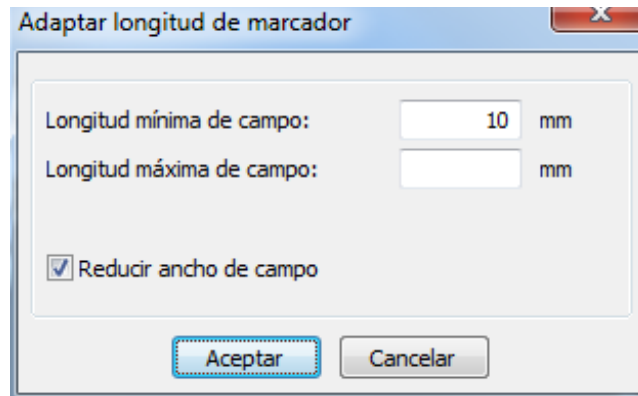 Adaptar longitud de marcador
Longitud mínima de campo: 10 mm
Longitud máxima de campo: mm
Reducir ancho de campo
Aceptar Cancelar